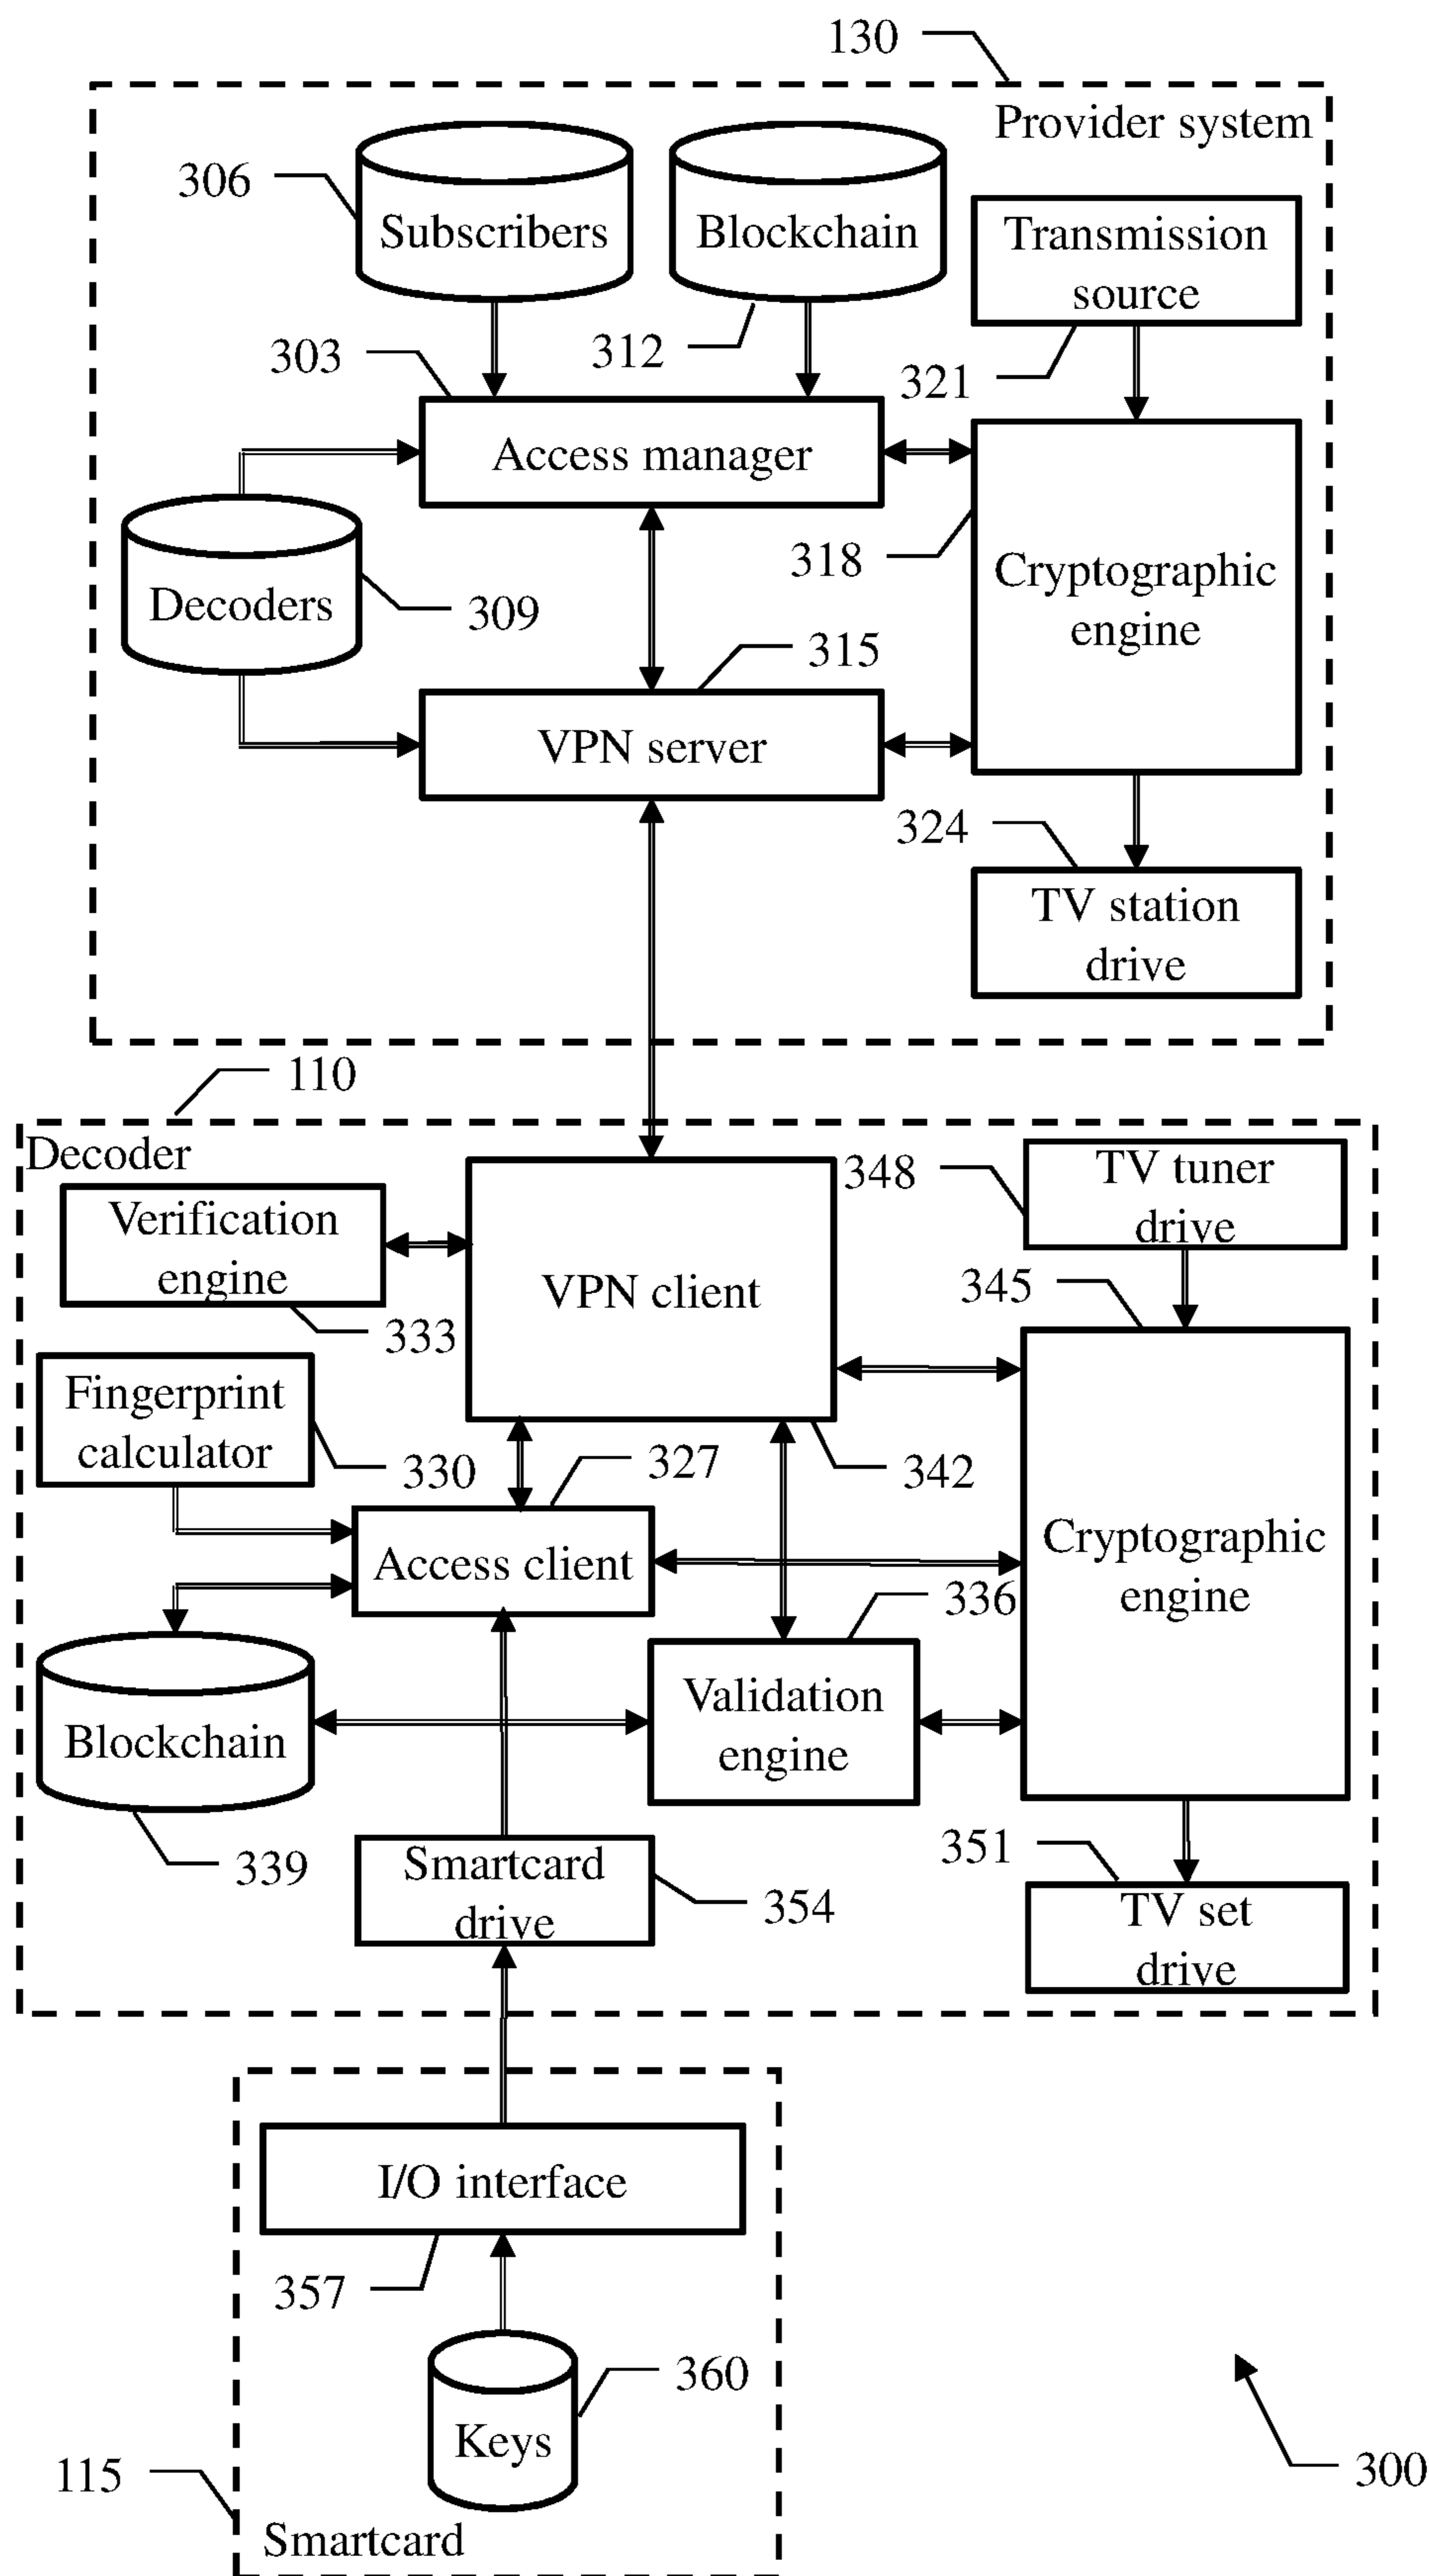 130
Provider system
306
Subscribers
Blockchain
Transmission
source
303
312
321
Access manager
318
Cryptographic
engine
Decoders
309
315
VPN server
324
TV station
drive
110
Decoder
348
TV tuner
drive
Verification
engine
333
VPN client
345
Fingerprint
calculator
330
327
342
Access client
Cryptographic
engine
336
Validation
engine
Blockchain
339
Smartcard
drive
354
351
TV set
drive
I/O interface
357
360
Keys
115
Smartcard
300